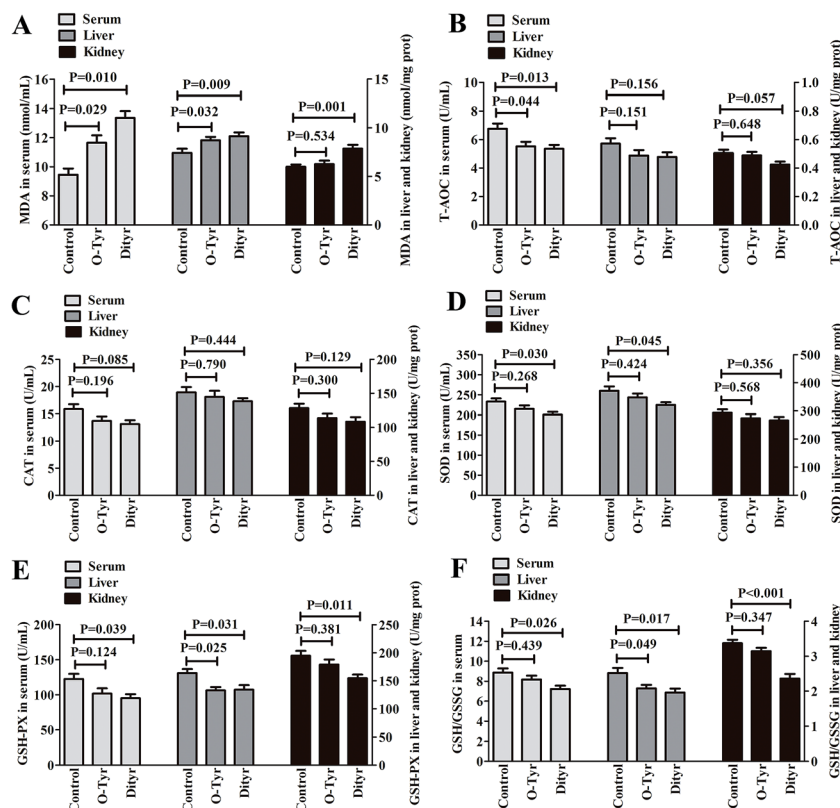 A
Serum
Liver
Kidney
P=0.010
P=0.029
P=0.009
P=0.032
P=0.001
P=0.534
MDA in serum (nmol/mL)
16
14
12
10
8
6
MDA in liver and kidney (nmol/mg prot)
15
10
5
0
Control
O-Tyr
Dityr
Control
O-Tyr
Dityr
Control
O-Tyr
Dityr
B
Serum
Liver
Kidney
P=0.013
P=0.044
P=0.156
P=0.151
P=0.057
P=0.648
T-AOC in serum (U/mL)
10
8
6
4
2
0
T-AOC in liver and kidney (U/mg prot)
1.0
0.8
0.6
0.4
0.2
0.0
Control
O-Tyr
Dityr
Control
O-Tyr
Dityr
Control
O-Tyr
Dityr
C
Serum
Liver
Kidney
P=0.085
P=0.196
P=0.444
P=0.790
P=0.129
P=0.300
CAT in serum (U/mL)
25
20
15
10
5
0
CAT in liver and kidney (U/mg prot)
200
150
100
50
0
Control
O-Tyr
Dityr
Control
O-Tyr
Dityr
Control
O-Tyr
Dityr
D
Serum
Liver
Kidney
P=0.030
P=0.268
P=0.045
P=0.424
P=0.356
P=0.568
SOD in serum (U/mL)
350
300
250
200
150
100
50
0
SOD in liver and kidney (U/mg prot)
500
400
300
200
100
0
Control
O-Tyr
Dityr
Control
O-Tyr
Dityr
Control
O-Tyr
Dityr
E
Serum
Liver
Kidney
P=0.039
P=0.124
P=0.031
P=0.025
P=0.011
P=0.381
GSH-PX in serum (U/mL)
200
150
100
50
0
GSH-PX in liver and kidney (U/mg prot)
250
200
150
100
50
0
Control
O-Tyr
Dityr
Control
O-Tyr
Dityr
Control
O-Tyr
Dityr
F
Serum
Liver
Kidney
P=0.026
P=0.439
P=0.017
P=0.049
P<0.001
P=0.347
GSH/GSSG in serum
14
12
10
8
6
4
2
0
GSH/GSSG in liver and kidney
4
3
2
1
0
Control
O-Tyr
Dityr
Control
O-Tyr
Dityr
Control
O-Tyr
Dityr